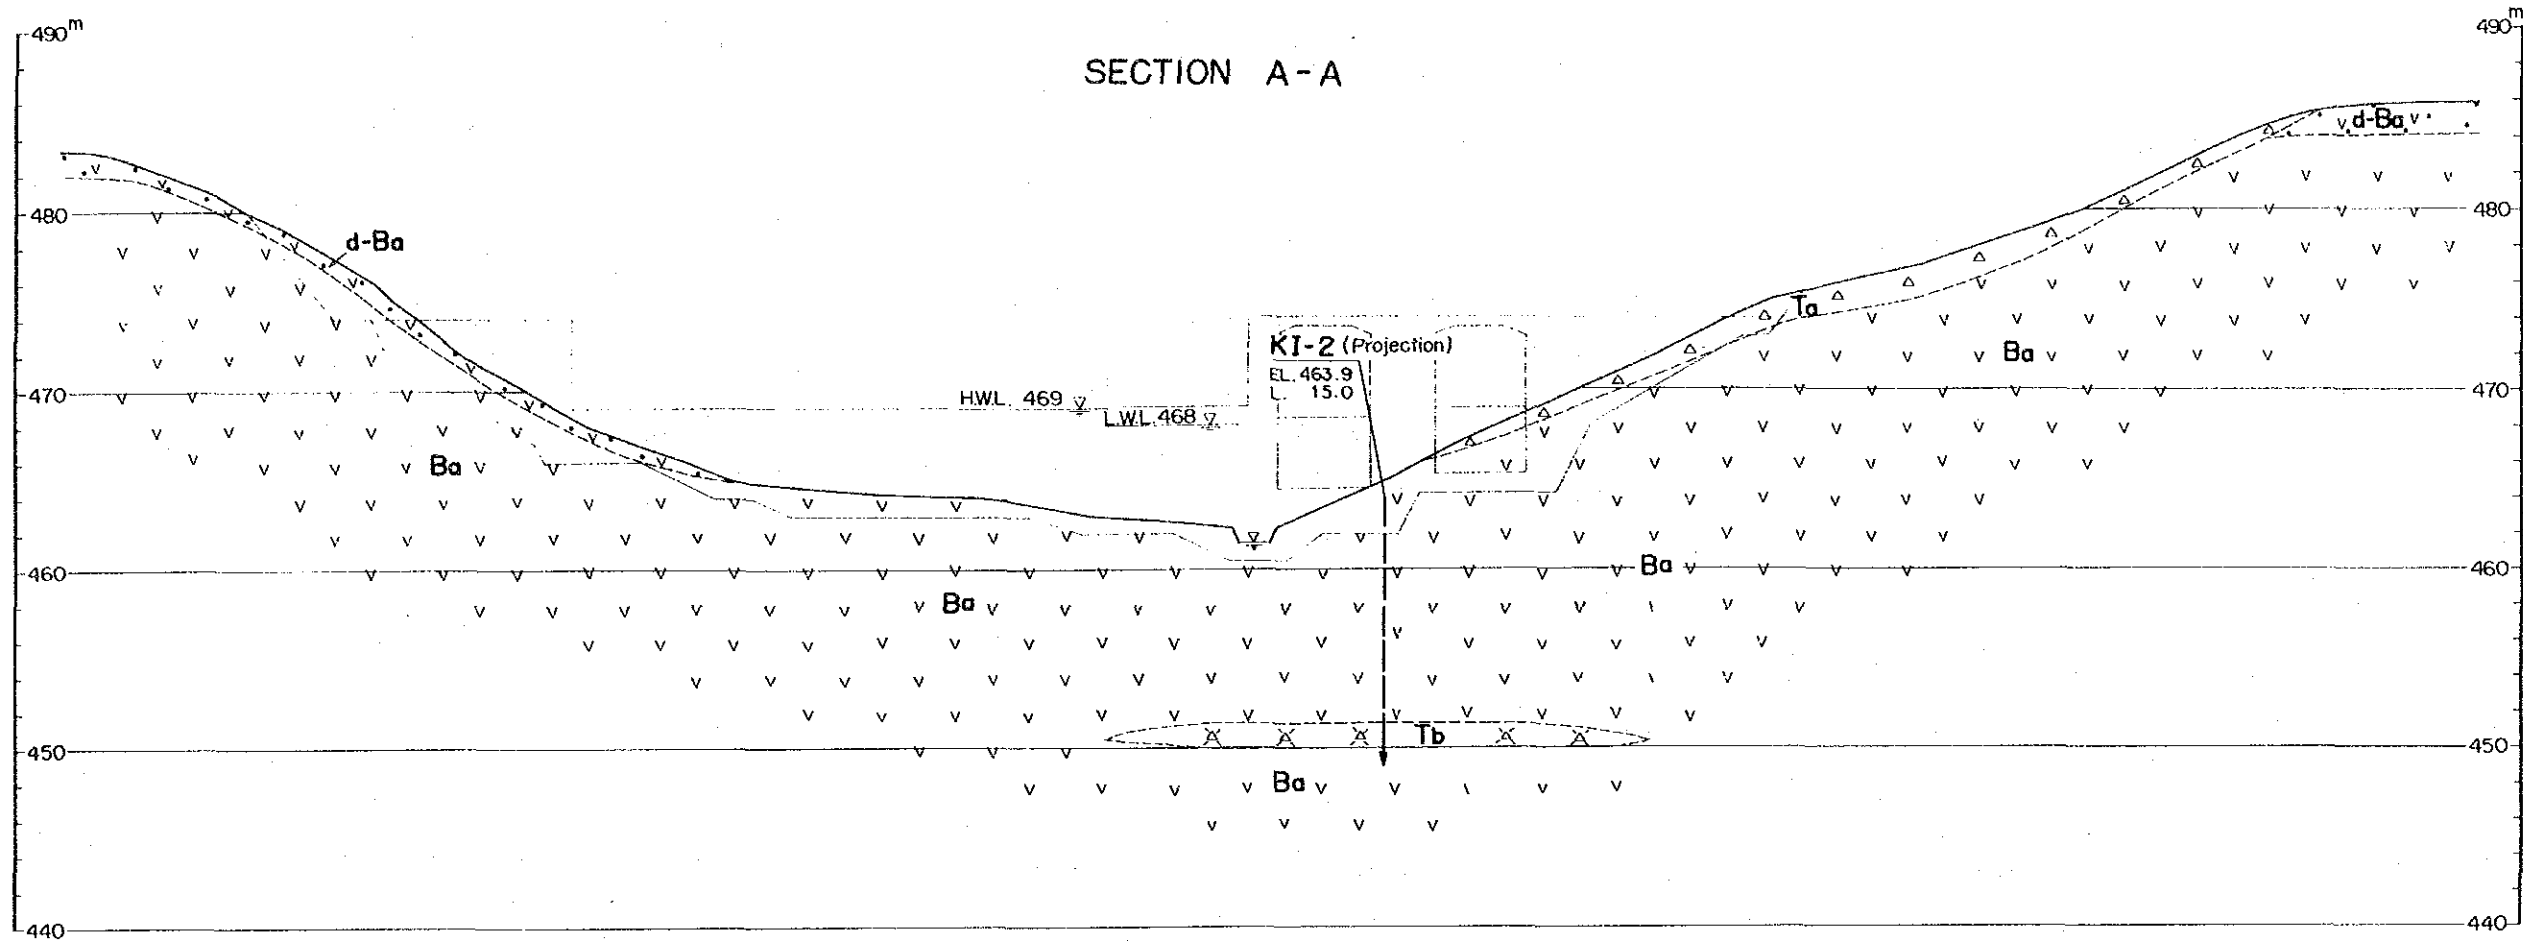 490m
490m
SECTION A-A
d-Ba
480
480
d-Ba
Ta
KI-2 (Projection)
EL. 463.9
L. 15.0
Ba
470
H.W.L. 469
L.W.L. 468
470
Ba
460
Ba
460
Ba
450
Tb
450
Ba
440
440